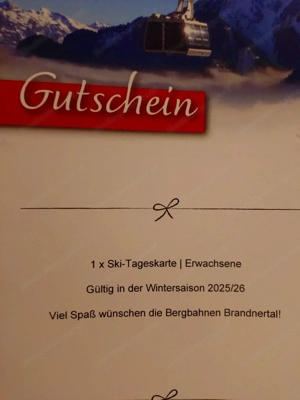 Gutschein
1 x Ski-Tageskarte | Erwachsene
Gültig in der Wintersaison 2025/26
Viel Spaß wünschen die Bergbahnen Brandnertal!